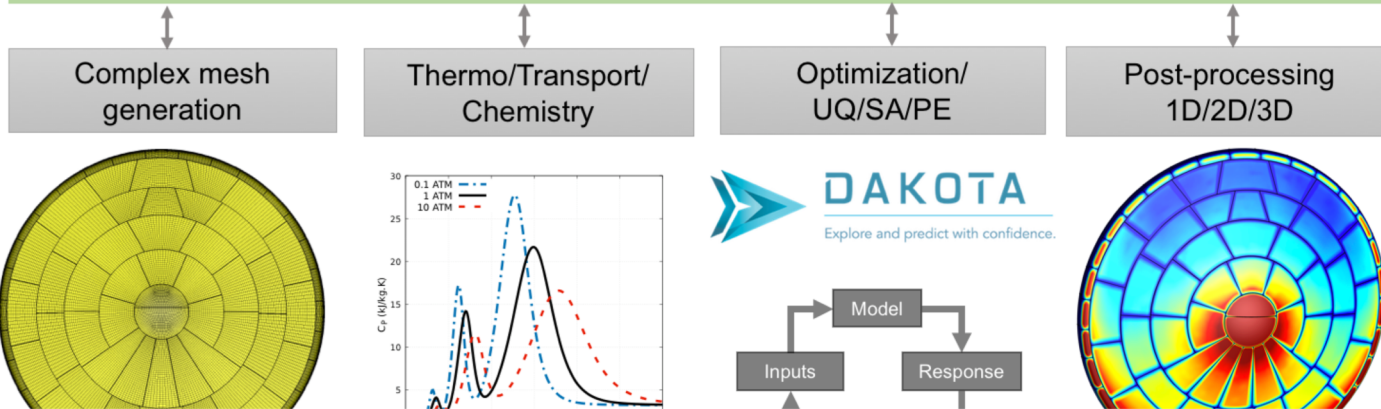 Complex mesh
generation
Thermo/Transport/
Chemistry
Optimization/
UQ/SA/PE
Post-processing
1D/2D/3D
0.1 ATM
1 ATM
10 ATM
30
25
20
15
10
5
Cₚ (kJ/kg.K)
DAKOTA
Explore and predict with confidence.
Model
Inputs
Response